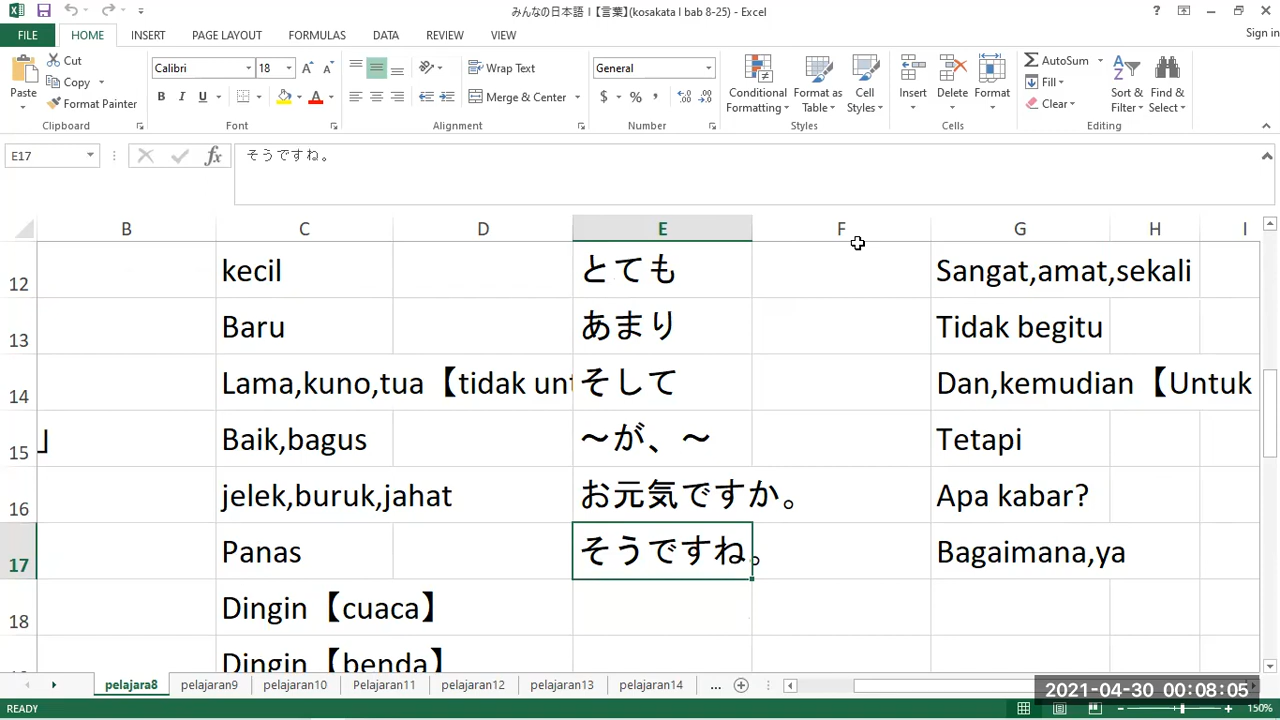 みんなの日本語 I【言葉】(kosakata I bab 8-25) - Excel
FILE HOME INSERT PAGE LAYOUT FORMULAS DATA REVIEW VIEW Sign in
Paste Cut Copy Format Painter Clipboard
Calibri 18 A A B I U A Font
Wrap Text Merge & Center Alignment
General $ % , Number
Conditional Formatting Format as Table Cell Styles Styles
Insert Delete Format Cells
AutoSum Fill Clear Sort & Filter Find & Select Editing
E17 fx そうですね。
B C D E F G H I
12 kecil とても Sangat,amat,sekali
13 Baru あまり Tidak begitu
14 Lama,kuno,tua【tidak unt そして Dan,kemudian【Untuk
15 」 Baik,bagus ～が、～ Tetapi
16 jelek,buruk,jahat お元気ですか。 Apa kabar?
17 Panas そうですね。 Bagaimana,ya
18 Dingin【cuaca】
Dingin【benda】
pelajara8 pelajaran9 pelajaran10 Pelajaran11 pelajaran12 pelajaran13 pelajaran14 ...
2021-04-30 00:08:05
READY 150%